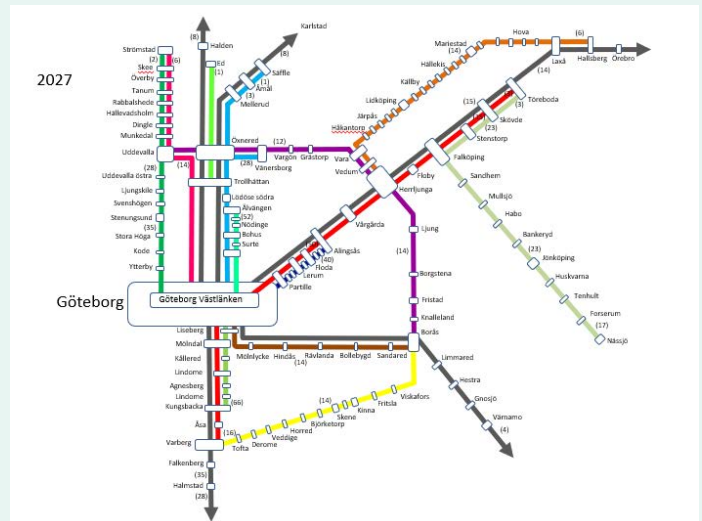 2027
Karlstad
(8)
(8)
Halden
Ed
(1)
Säffle
(1)
Åmål
(3)
Mellerud
Strömstad
(2)
(6)
Skee
Överby
Tanum
Rabbalshede
Hällevadsholm
Dingle
Munkedal
Uddevalla
(28)
(14)
Uddevalla östra
Ljungskile
Svenshögen
Stenungsund
(35)
Stora Höga
Kode
Ytterby
Öxnered
(12)
(28)
Vänersborg
Vargön
Grästorp
Trollhättan
Lödöse södra
Älvängen
(52)
Nödinge
Bohus
Surte
Mariestad
(14)
Hova
(6)
Hallsberg
Örebro
Laxå
(14)
Hällekis
Källby
Lidköping
Järpås
Håkantorp
Vara
Vedum
Herrljunga
Floby
Falköping
Stenstorp
(23)
Skövde
(3)
Töreboda
(15)
Sandhem
Mullsjö
Habo
Bankeryd
(23)
Jönköping
Huskvarna
Tenhult
Forserum
(17)
Nässjö
Vårgårda
Alingsås
(40)
Floda
Lerum
Partille
Ljung
(14)
Borgstena
Fristad
Knalleland
Borås
Göteborg
Göteborg Västlänken
Liseberg
Mölndal
Källered
Lindome
Agnesberg
Lindome
(66)
Kungsbacka
Åsa
(16)
Varberg
Falkenberg
(35)
Halmstad
(28)
Mölnlycke
Hindås
(14)
Rävlanda
Bollebygd
Sandared
Limmared
Hestra
Gnosjö
Värnamo
(4)
Viskafors
Fritsla
Kinna
Skene
(14)
Björketorp
Horred
Veddige
Derome
Tofta